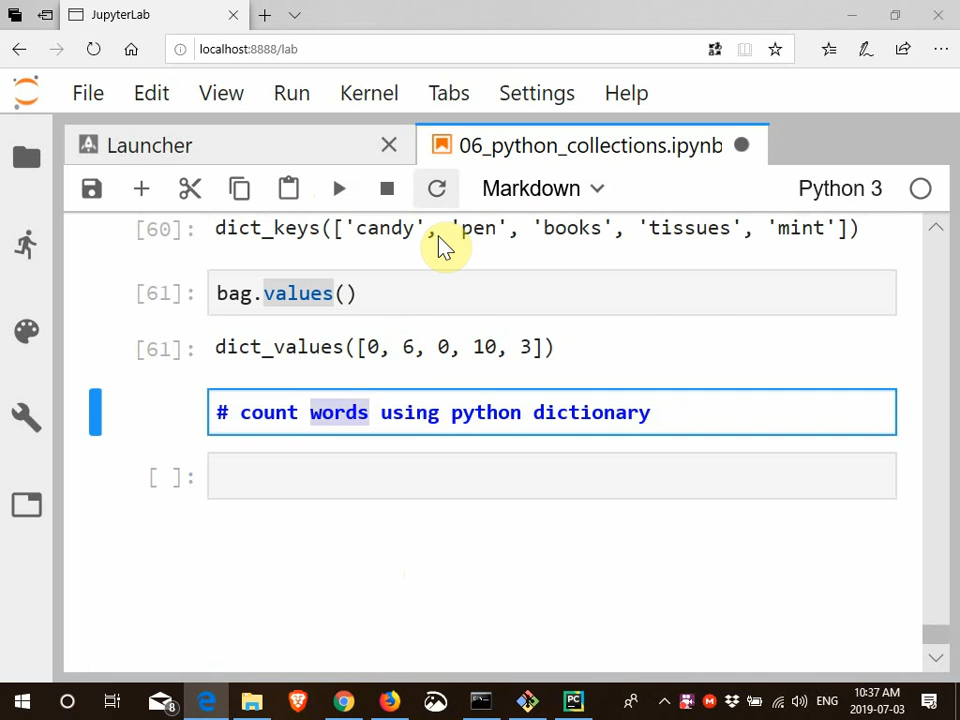 JupyterLab
localhost:8888/lab
File Edit View Run Kernel Tabs Settings Help
Launcher
06_python_collections.ipynb
Markdown
Python 3
[60]: dict_keys(['candy', 'pen', 'books', 'tissues', 'mint'])
[61]: bag.values()
[61]: dict_values([0, 6, 0, 10, 3])
# count words using python dictionary
[ ]:
8
PC
M
ENG
10:37 AM
2019-07-03